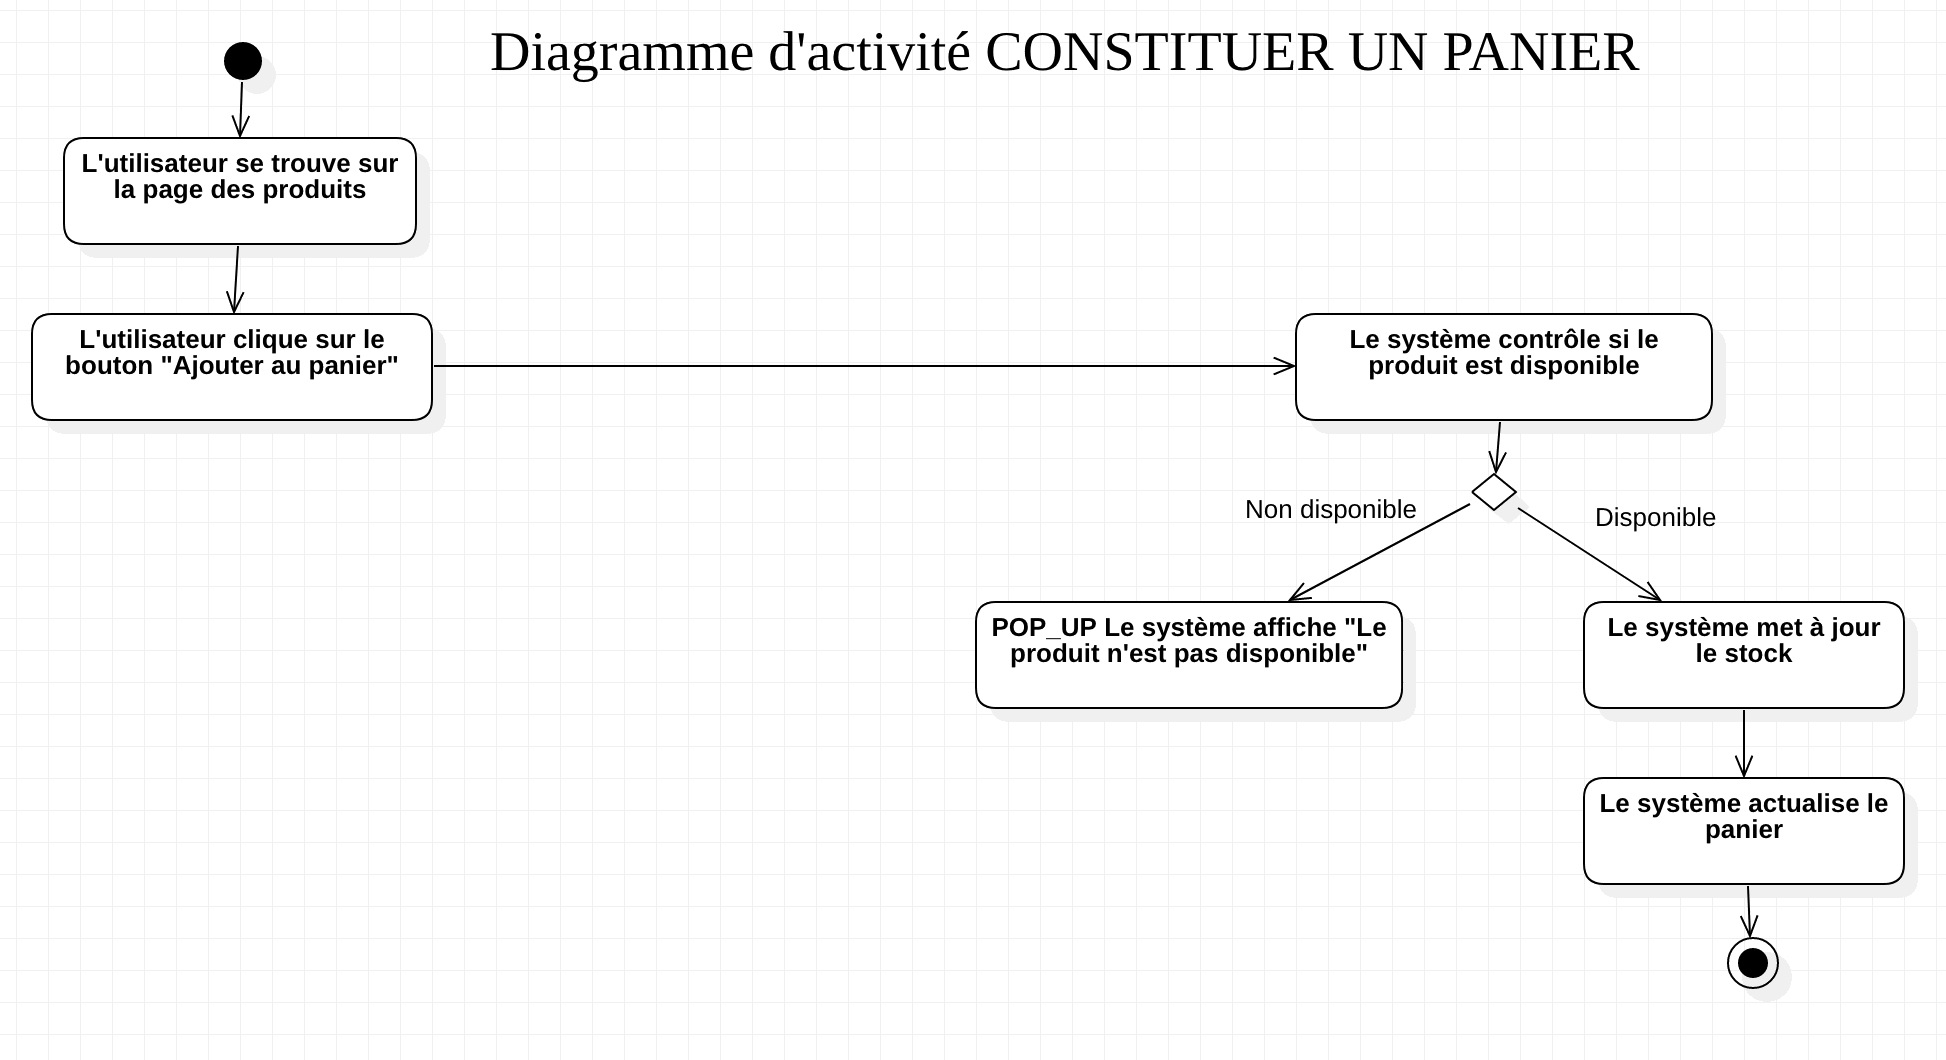 Diagramme d'activité CONSTITUER UN PANIER
L'utilisateur se trouve sur
la page des produits
L'utilisateur clique sur le
bouton "Ajouter au panier"
Le système contrôle si le
produit est disponible
Non disponible
Disponible
POP_UP Le système affiche "Le
produit n'est pas disponible"
Le système met à jour
le stock
Le système actualise le
panier